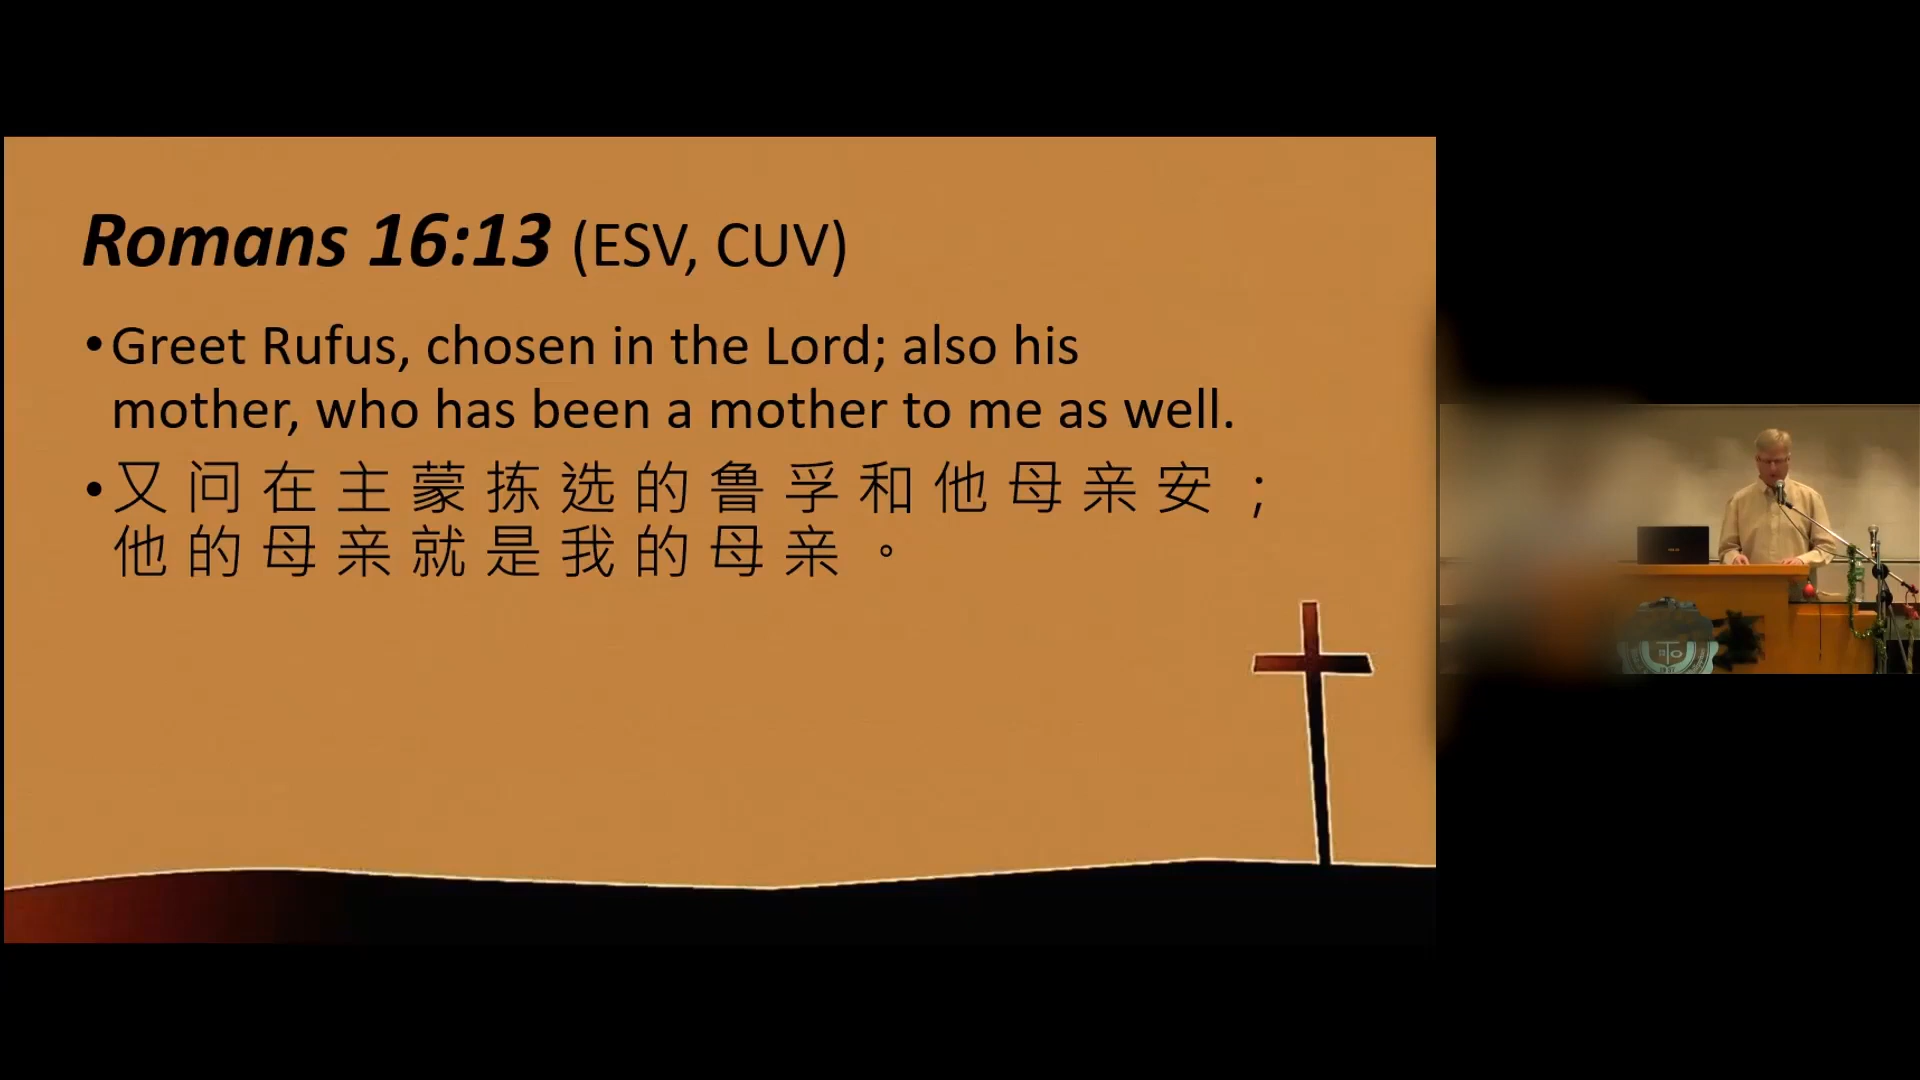 Romans 16:13 (ESV, CUV)
•Greet Rufus, chosen in the Lord; also his
mother, who has been a mother to me as well.
•又 问 在 主 蒙 拣 选 的 鲁 孚 和 他 母 亲 安 ;
他 的 母 亲 就 是 我 的 母 亲 。